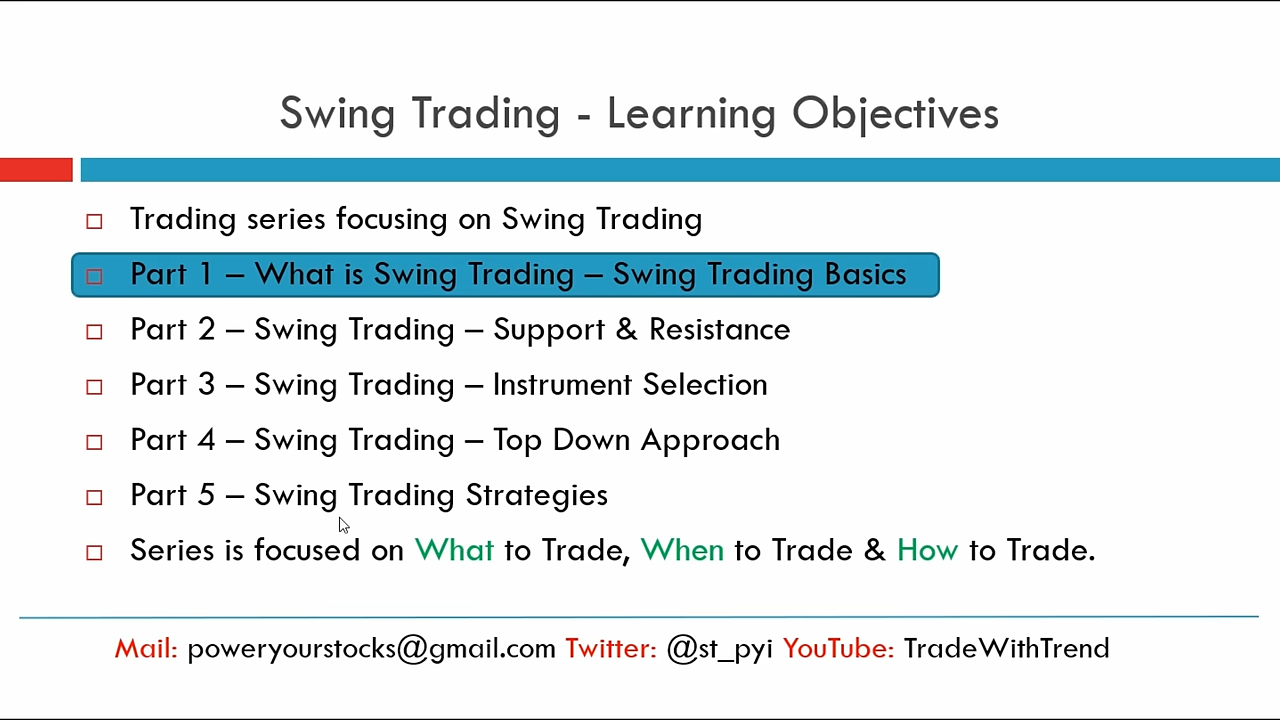 Swing Trading - Learning Objectives
Trading series focusing on Swing Trading
Part 1 – What is Swing Trading – Swing Trading Basics
Part 2 – Swing Trading – Support & Resistance
Part 3 – Swing Trading – Instrument Selection
Part 4 – Swing Trading – Top Down Approach
Part 5 – Swing Trading Strategies
Series is focused on What to Trade, When to Trade & How to Trade.
Mail: poweryourstocks@gmail.com Twitter: @st_pyi YouTube: TradeWithTrend